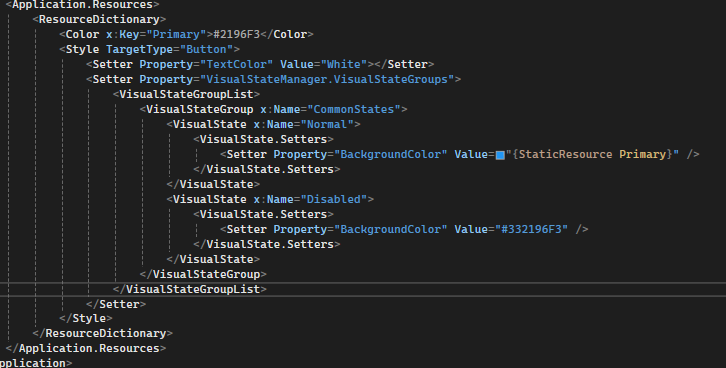 <Application.Resources>
    <ResourceDictionary>
        <Color x:Key="Primary">#2196F3</Color>
        <Style TargetType="Button">
            <Setter Property="TextColor" Value="White"></Setter>
            <Setter Property="VisualStateManager.VisualStateGroups">
                <VisualStateGroupList>
                    <VisualStateGroup x:Name="CommonStates">
                        <VisualState x:Name="Normal">
                            <VisualState.Setters>
                                <Setter Property="BackgroundColor" Value="{StaticResource Primary}" />
                            </VisualState.Setters>
                        </VisualState>
                        <VisualState x:Name="Disabled">
                            <VisualState.Setters>
                                <Setter Property="BackgroundColor" Value="#332196F3" />
                            </VisualState.Setters>
                        </VisualState>
                    </VisualStateGroup>
                </VisualStateGroupList>
            </Setter>
        </Style>
    </ResourceDictionary>
</Application.Resources>
pplication>